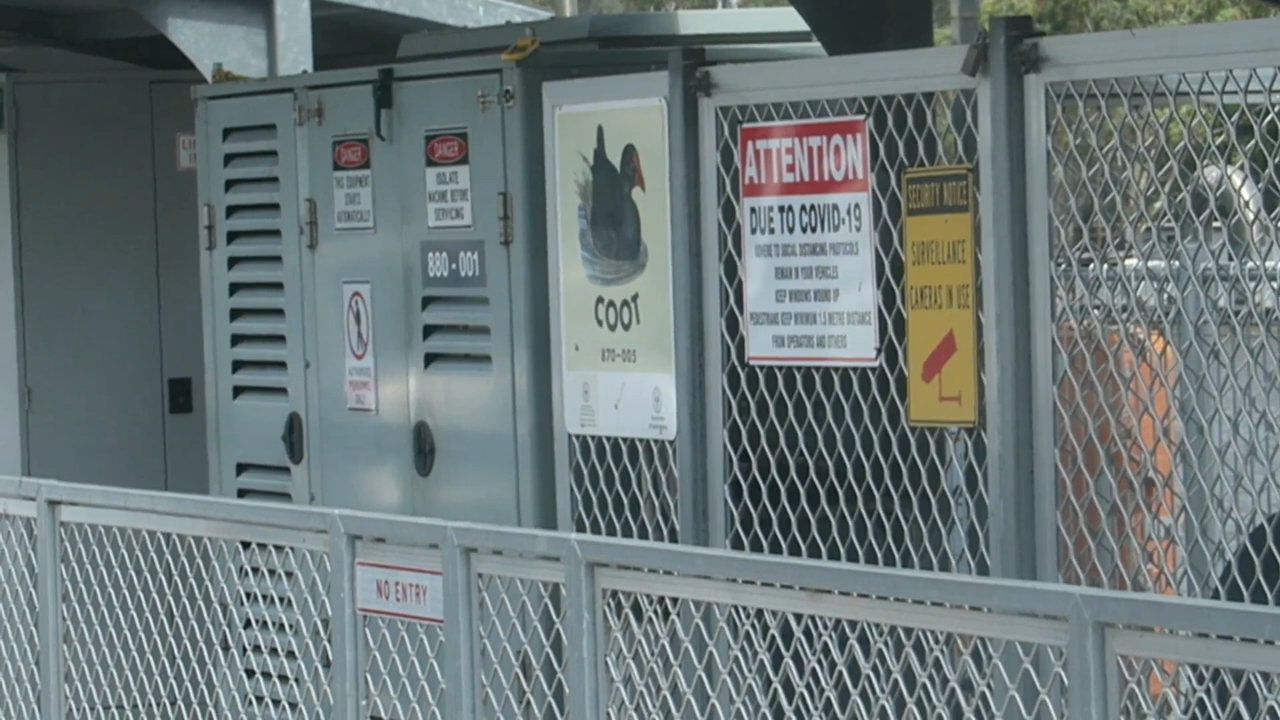 DANGER
THIS EQUIPMENT
STARTS
AUTOMATICALLY
DANGER
ISOLATE
MACHINE BEFORE
SERVICING
880-001
AUTHORISED
PERSONNEL
ONLY
COOT
870-005
ATTENTION
DUE TO COVID-19
ADHERE TO SOCIAL DISTANCING PROTOCOLS
REMAIN IN YOUR VEHICLES
KEEP WINDOWS WOUND UP
PEDESTRIANS KEEP MINIMUM 1.5 METRE DISTANCE
FROM OPERATORS AND OTHERS
SECURITY NOTICE
SURVEILLANCE
CAMERAS IN USE
NO ENTRY